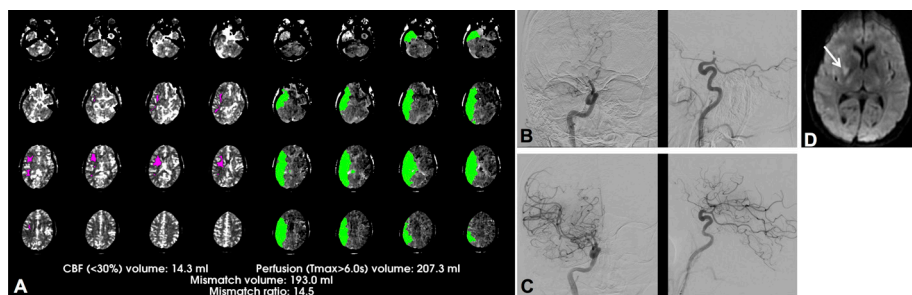 CBF (<30%) volume: 14.3 ml
Perfusion (Tmax>6.0s) volume: 207.3 ml
Mismatch volume: 193.0 ml
Mismatch ratio: 14.5
A
B
C
D